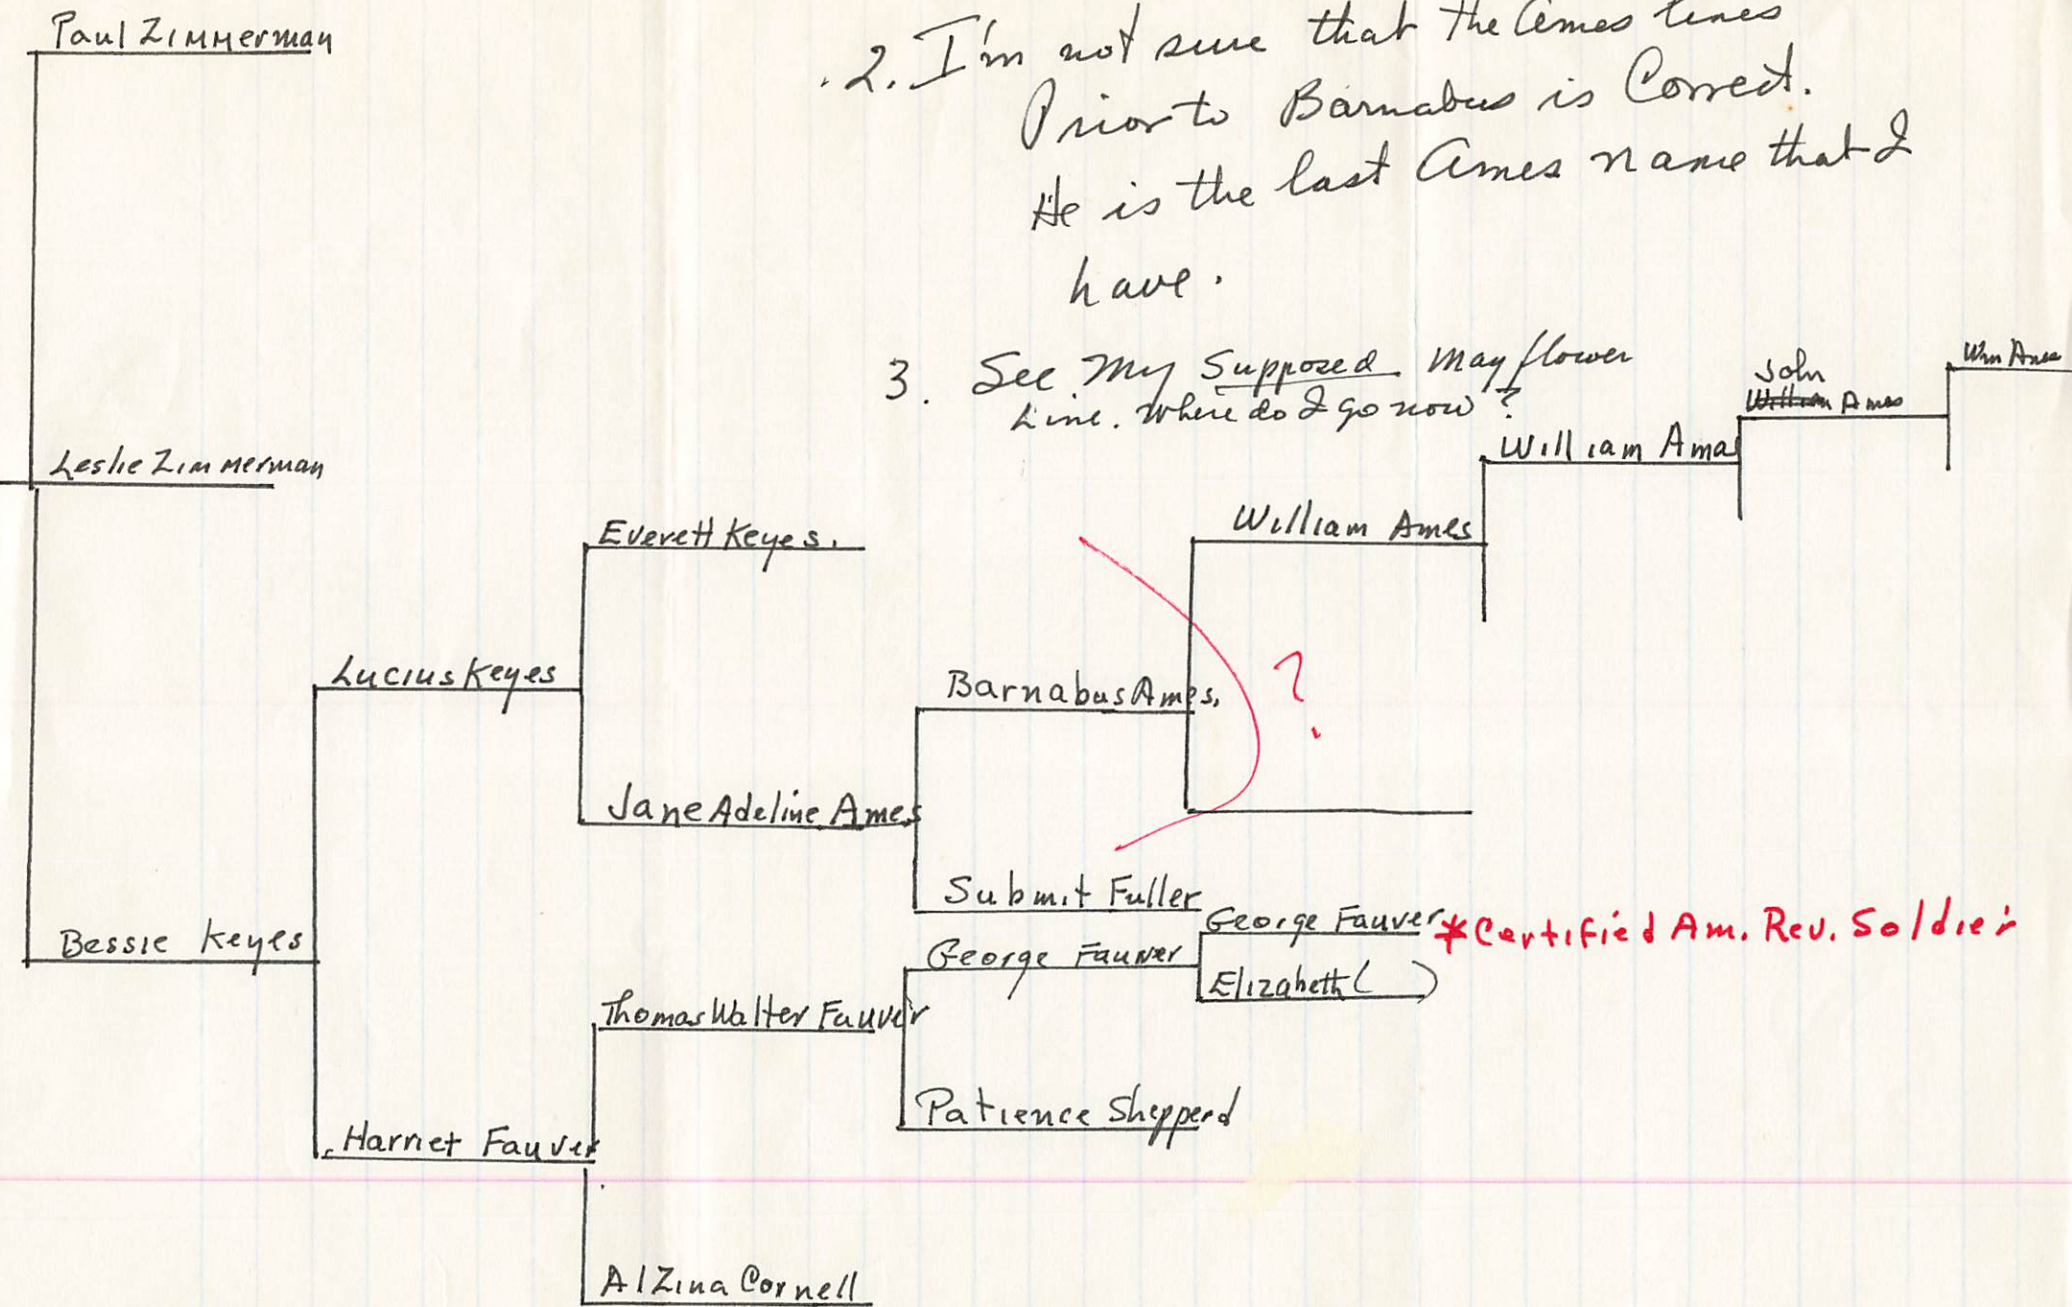 Paul Zimmerman
2. I'm not sure that the Ames lines
Prior to Barnabus is Correct.
He is the last Ames name that I
have.
3. See My Supposed Mayflower
Line. Where do I go now?
Wm Ames
John
William Ames
William Ames
Leslie Zimmerman
William Ames
Everett Keyes.
?
Lucius Keyes
Barnabus Ames.
Jane Adeline Ames
Submit Fuller
George Fauver *Certified Am. Rev. Soldier
Bessie Keyes
George Fauver
Elizabeth ( )
Thomas Walter Fauver
Patience Shepperd
Harriet Fauver
AlZina Cornell